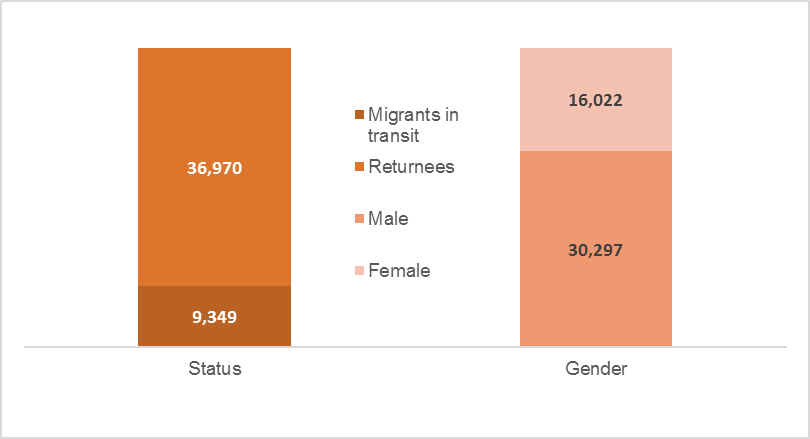 36,970
9,349
Status
Migrants in
transit
Returnees
Male
Female
16,022
30,297
Gender